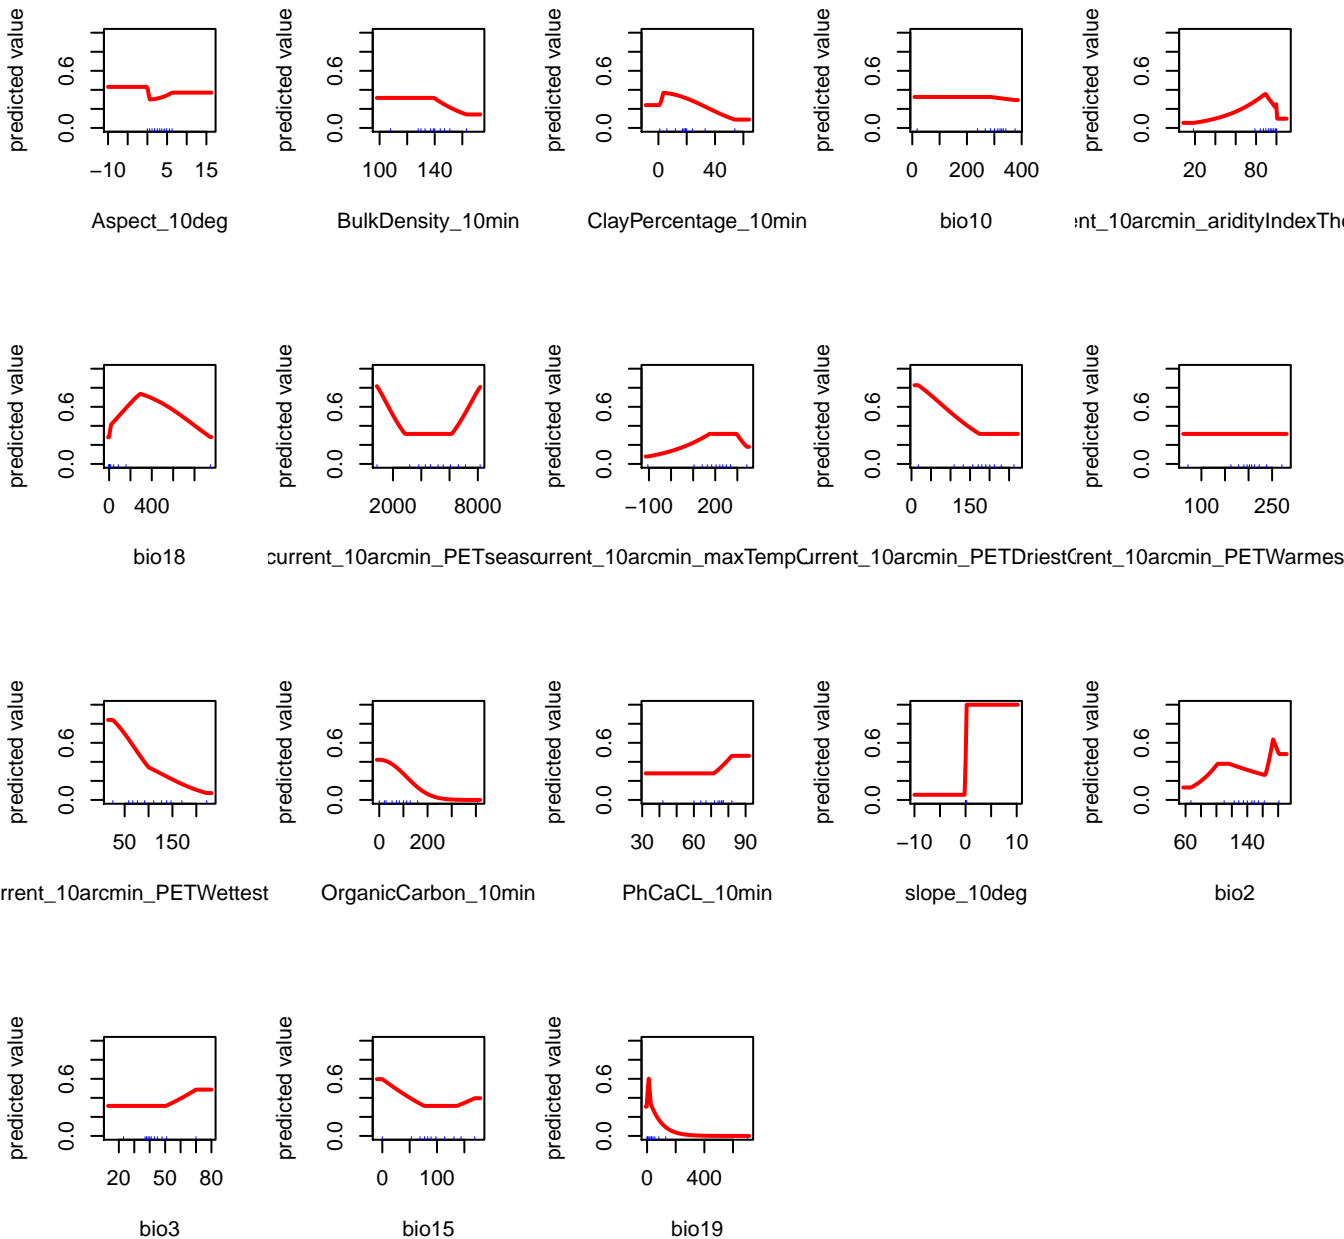 predicted value predicted value predicted value predicted value predicted value
0.0 0.6 0.0 0.6 0.0 0.6 0.0 0.6 0.0 0.6
−10 5 15 100 140 0 40 0 200 400 20 80
Aspect_10deg BulkDensity_10min ClayPercentage_10min bio10 ent_10arcmin_aridityIndexTho
predicted value predicted value predicted value predicted value predicted value
0.0 0.6 0.0 0.6 0.0 0.6 0.0 0.6 0.0 0.6
0 400 2000 8000 −100 200 0 150 100 250
bio18 current_10arcmin_PETseaso urrent_10arcmin_maxTempC urrent_10arcmin_PETDriestQ rent_10arcmin_PETWarmes
predicted value predicted value predicted value predicted value predicted value
0.0 0.6 0.0 0.6 0.0 0.6 0.0 0.6 0.0 0.6
50 150 0 200 30 60 90 −10 0 10 60 140
rrent_10arcmin_PETWettest OrganicCarbon_10min PhCaCL_10min slope_10deg bio2
predicted value predicted value predicted value
0.0 0.6 0.0 0.6 0.0 0.6
20 50 80 0 100 0 400
bio3 bio15 bio19